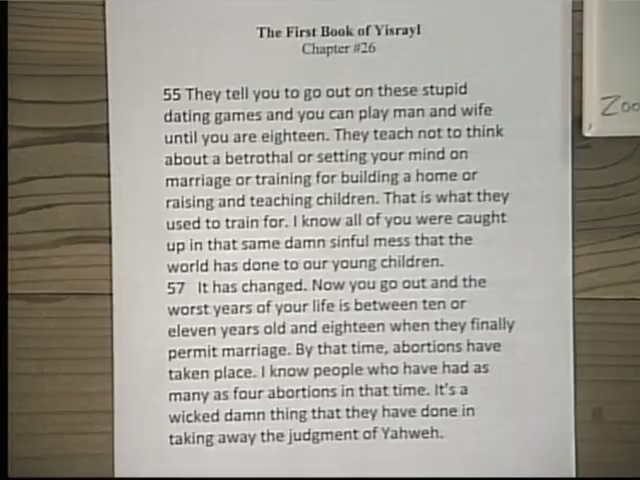 The First Book of Yisrayl
Chapter #26
55 They tell you to go out on these stupid
dating games and you can play man and wife
until you are eighteen. They teach not to think
about a betrothal or setting your mind on
marriage or training for building a home or
raising and teaching children. That is what they
used to train for. I know all of you were caught
up in that same damn sinful mess that the
world has done to our young children.
57 It has changed. Now you go out and the
worst years of your life is between ten or
eleven years old and eighteen when they finally
permit marriage. By that time, abortions have
taken place. I know people who have had as
many as four abortions in that time. It's a
wicked damn thing that they have done in
taking away the judgment of Yahweh.